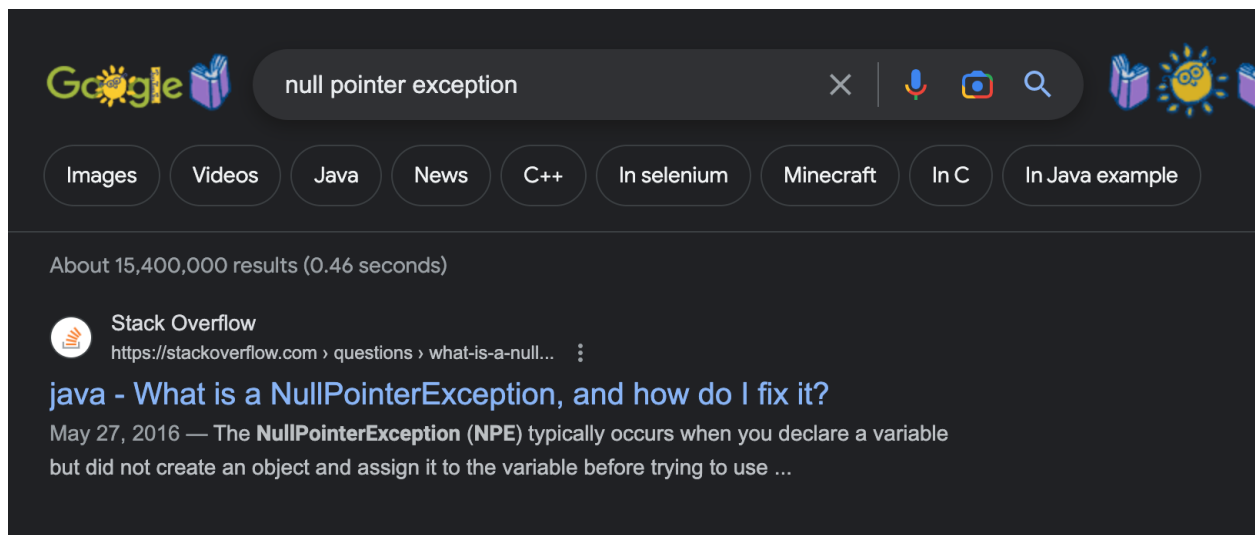 Google
null pointer exception
Images Videos Java News C++ In selenium Minecraft In C In Java example
About 15,400,000 results (0.46 seconds)
Stack Overflow
https://stackoverflow.com › questions › what-is-a-null...
java - What is a NullPointerException, and how do I fix it?
May 27, 2016 — The NullPointerException (NPE) typically occurs when you declare a variable
but did not create an object and assign it to the variable before trying to use ...